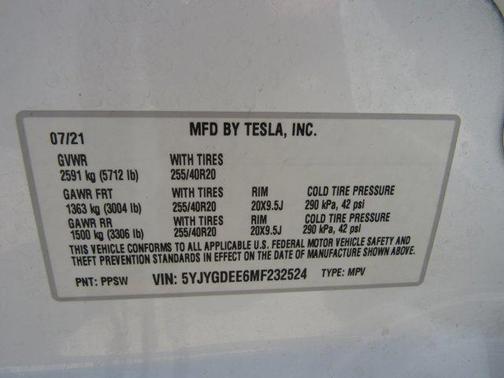 07/21 MFD BY TESLA, INC.
GVWR WITH TIRES
2591 kg (5712 lb) 255/40R20
GAWR FRT WITH TIRES RIM COLD TIRE PRESSURE
1363 kg (3004 lb) 255/40R20 20X9.5J 290 kPa, 42 psi
GAWR RR WITH TIRES RIM COLD TIRE PRESSURE
1500 kg (3306 lb) 255/40R20 20X9.5J 290 kPa, 42 psi
THIS VEHICLE CONFORMS TO ALL APPLICABLE U.S. FEDERAL MOTOR VEHICLE SAFETY AND
THEFT PREVENTION STANDARDS IN EFFECT ON THE DATE OF MANUFACTURE SHOWN ABOVE.
PNT: PPSW VIN: 5YJYGDEE6MF232524 TYPE: MPV